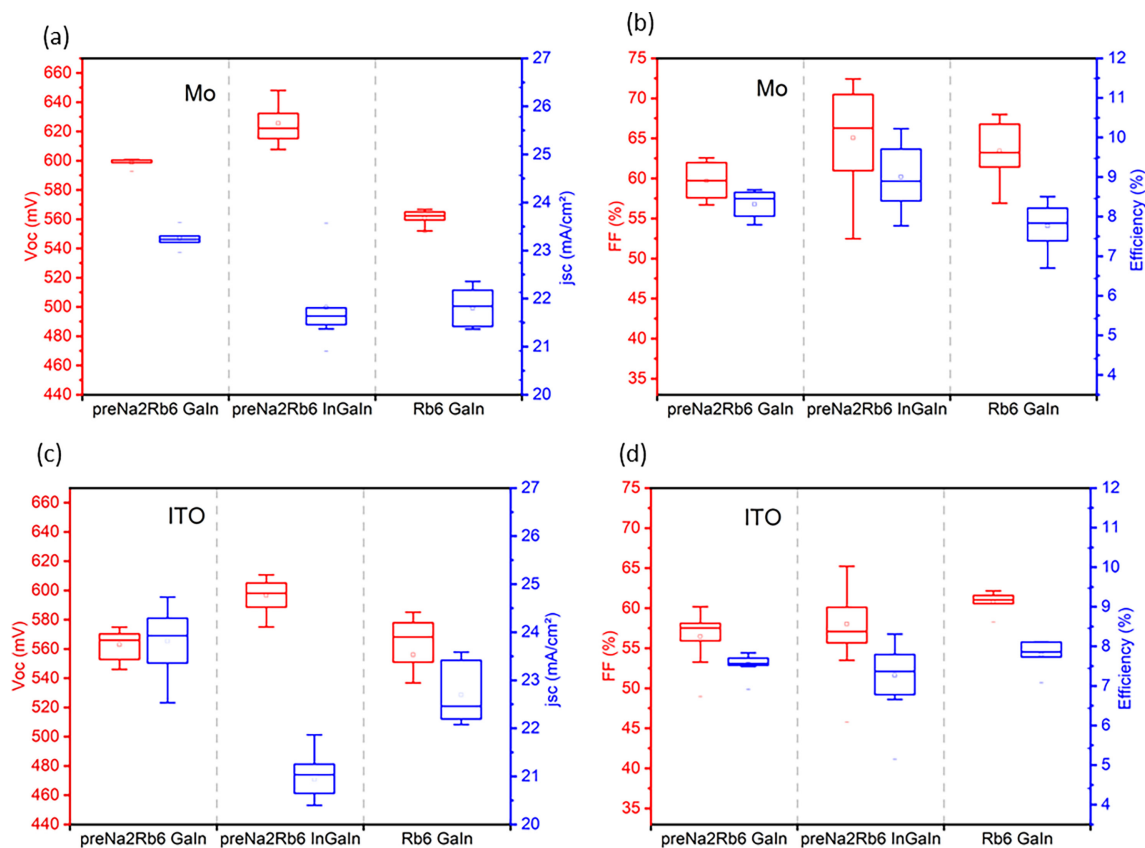 (a)
Mo
Voc (mV)
660
640
620
600
580
560
540
520
500
480
460
440
27
26
25
24
23
22
21
20
jsc (mA/cm²)
preNa2Rb6 GaIn
preNa2Rb6 InGaIn
Rb6 GaIn
(b)
Mo
FF (%)
75
70
65
60
55
50
45
40
35
12
11
10
9
8
7
6
5
4
Efficiency (%)
preNa2Rb6 GaIn
preNa2Rb6 InGaIn
Rb6 GaIn
(c)
ITO
Voc (mV)
660
640
620
600
580
560
540
520
500
480
460
440
27
26
25
24
23
22
21
20
jsc (mA/cm²)
preNa2Rb6 GaIn
preNa2Rb6 InGaIn
Rb6 GaIn
(d)
ITO
FF (%)
75
70
65
60
55
50
45
40
35
12
11
10
9
8
7
6
5
4
Efficiency (%)
preNa2Rb6 GaIn
preNa2Rb6 InGaIn
Rb6 GaIn